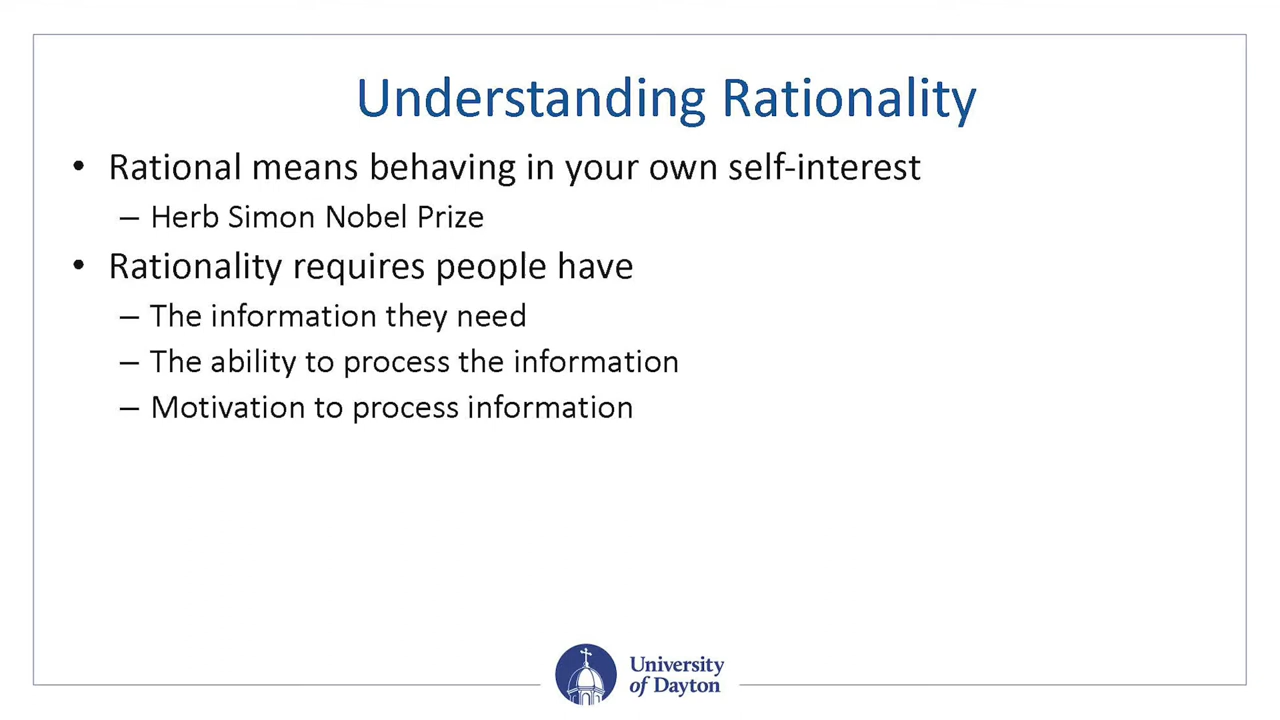 Understanding Rationality
• Rational means behaving in your own self-interest
– Herb Simon Nobel Prize
• Rationality requires people have
– The information they need
– The ability to process the information
– Motivation to process information
University
of Dayton